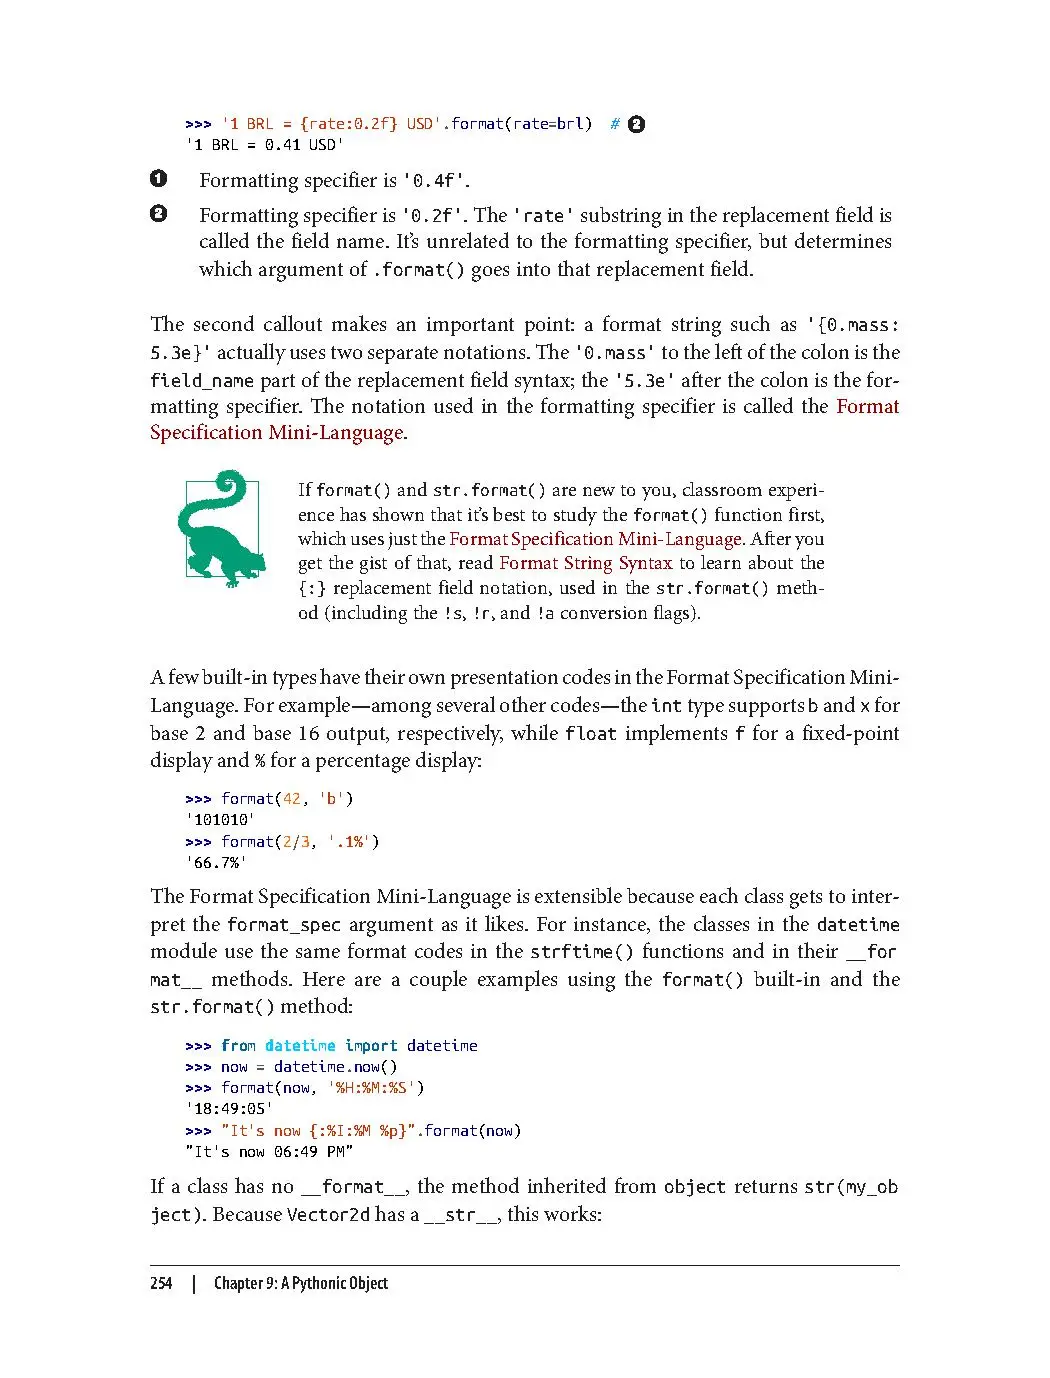 >>> '1 BRL = {rate:0.2f} USD'.format(rate=brl)  # ❷
'1 BRL = 0.41 USD'
❶ Formatting specifier is '0.4f'.
❷ Formatting specifier is '0.2f'. The 'rate' substring in the replacement field is
called the field name. It’s unrelated to the formatting specifier, but determines
which argument of .format() goes into that replacement field.
The second callout makes an important point: a format string such as '{0.mass:
5.3e}' actually uses two separate notations. The '0.mass' to the left of the colon is the
field_name part of the replacement field syntax; the '5.3e' after the colon is the for-
matting specifier. The notation used in the formatting specifier is called the Format
Specification Mini-Language.
If format() and str.format() are new to you, classroom experi-
ence has shown that it’s best to study the format() function first,
which uses just the Format Specification Mini-Language. After you
get the gist of that, read Format String Syntax to learn about the
{:} replacement field notation, used in the str.format() meth-
od (including the !s, !r, and !a conversion flags).
A few built-in types have their own presentation codes in the Format Specification Mini-
Language. For example—among several other codes—the int type supports b and x for
base 2 and base 16 output, respectively, while float implements f for a fixed-point
display and % for a percentage display:
>>> format(42, 'b')
'101010'
>>> format(2/3, '.1%')
'66.7%'
The Format Specification Mini-Language is extensible because each class gets to inter-
pret the format_spec argument as it likes. For instance, the classes in the datetime
module use the same format codes in the strftime() functions and in their __for
mat__ methods. Here are a couple examples using the format() built-in and the
str.format() method:
>>> from datetime import datetime
>>> now = datetime.now()
>>> format(now, '%H:%M:%S')
'18:49:05'
>>> "It's now {:%I:%M %p}".format(now)
"It's now 06:49 PM"
If a class has no __format__, the method inherited from object returns str(my_ob
ject). Because Vector2d has a __str__, this works:
254 | Chapter 9: A Pythonic Object